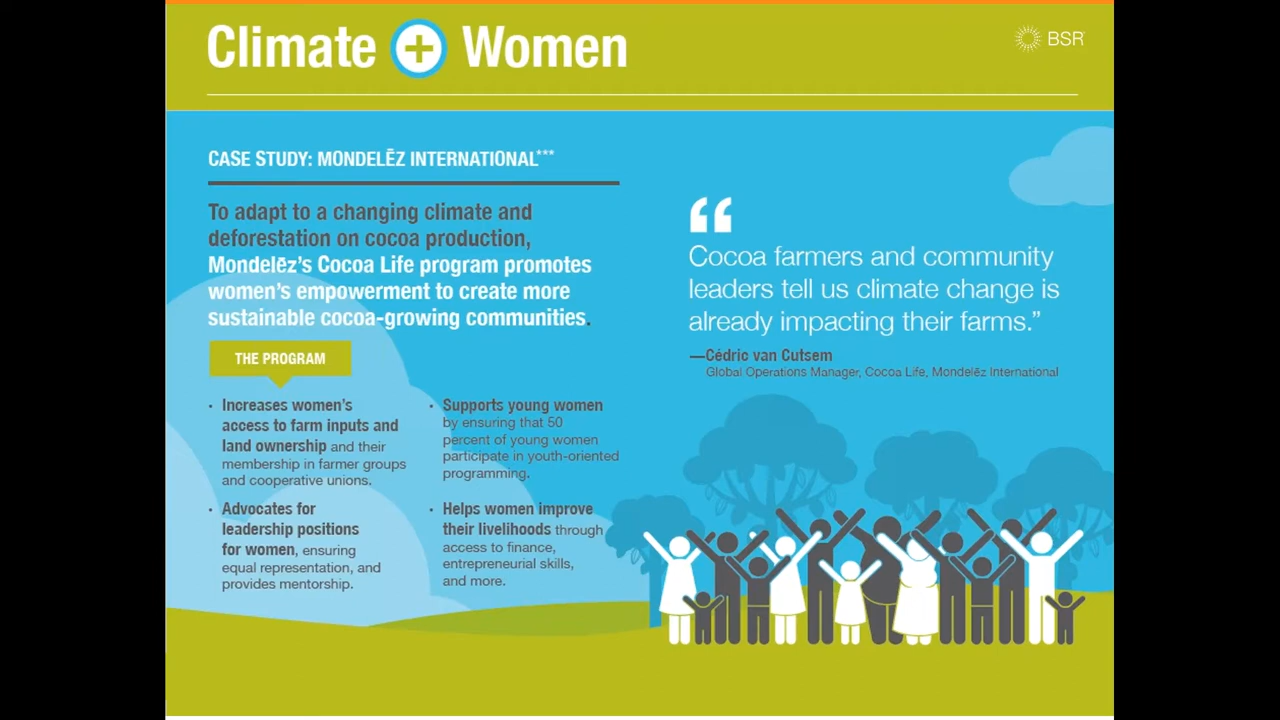 Climate + Women
BSR
CASE STUDY: MONDELĒZ INTERNATIONAL***
To adapt to a changing climate and
deforestation on cocoa production,
Mondelēz's Cocoa Life program promotes
women's empowerment to create more
sustainable cocoa-growing communities.
THE PROGRAM
• Increases women's
access to farm inputs and
land ownership and their
membership in farmer groups
and cooperative unions.
• Advocates for
leadership positions
for women, ensuring
equal representation, and
provides mentorship.
• Supports young women
by ensuring that 50
percent of young women
participate in youth-oriented
programming.
• Helps women improve
their livelihoods through
access to finance,
entrepreneurial skills,
and more.
“
Cocoa farmers and community
leaders tell us climate change is
already impacting their farms.”
—Cédric van Cutsem
Global Operations Manager, Cocoa Life, Mondelēz International